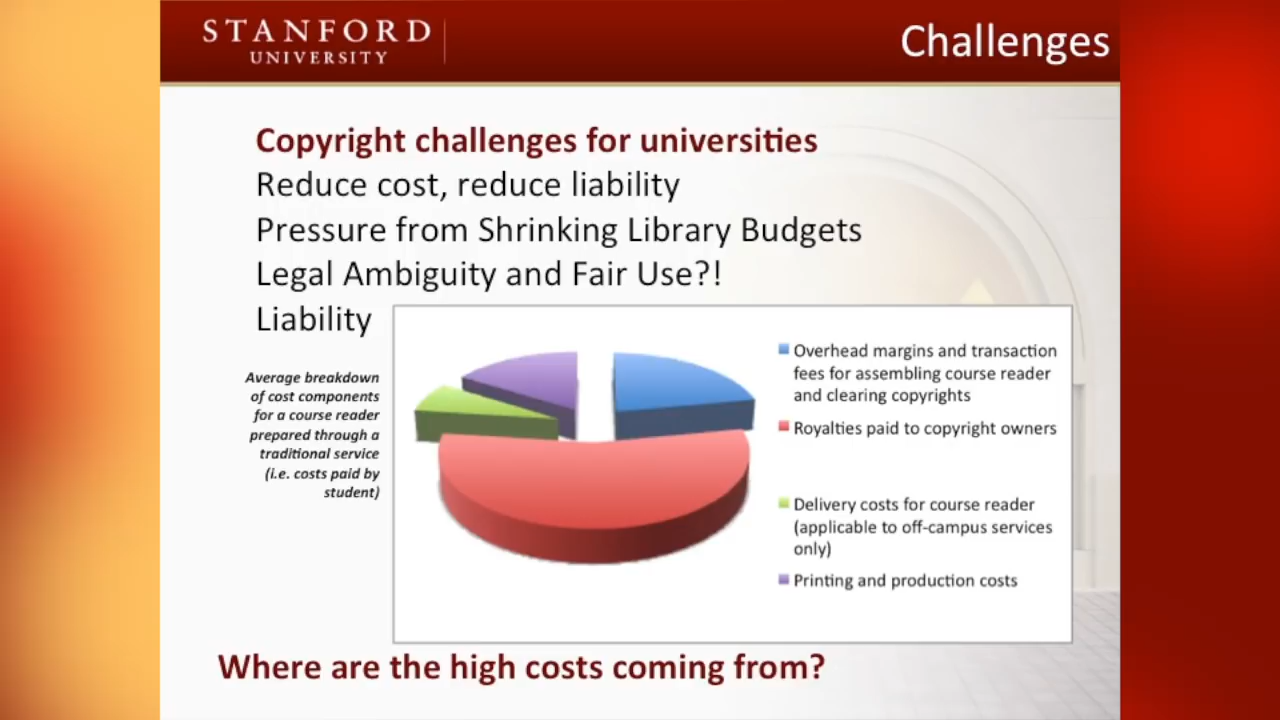 STANFORD
UNIVERSITY
Challenges
Copyright challenges for universities
Reduce cost, reduce liability
Pressure from Shrinking Library Budgets
Legal Ambiguity and Fair Use?!
Liability
Average breakdown
of cost components
for a course reader
prepared through a
traditional service
(i.e. costs paid by
student)
Overhead margins and transaction
fees for assembling course reader
and clearing copyrights
Royalties paid to copyright owners
Delivery costs for course reader
(applicable to off-campus services
only)
Printing and production costs
Where are the high costs coming from?